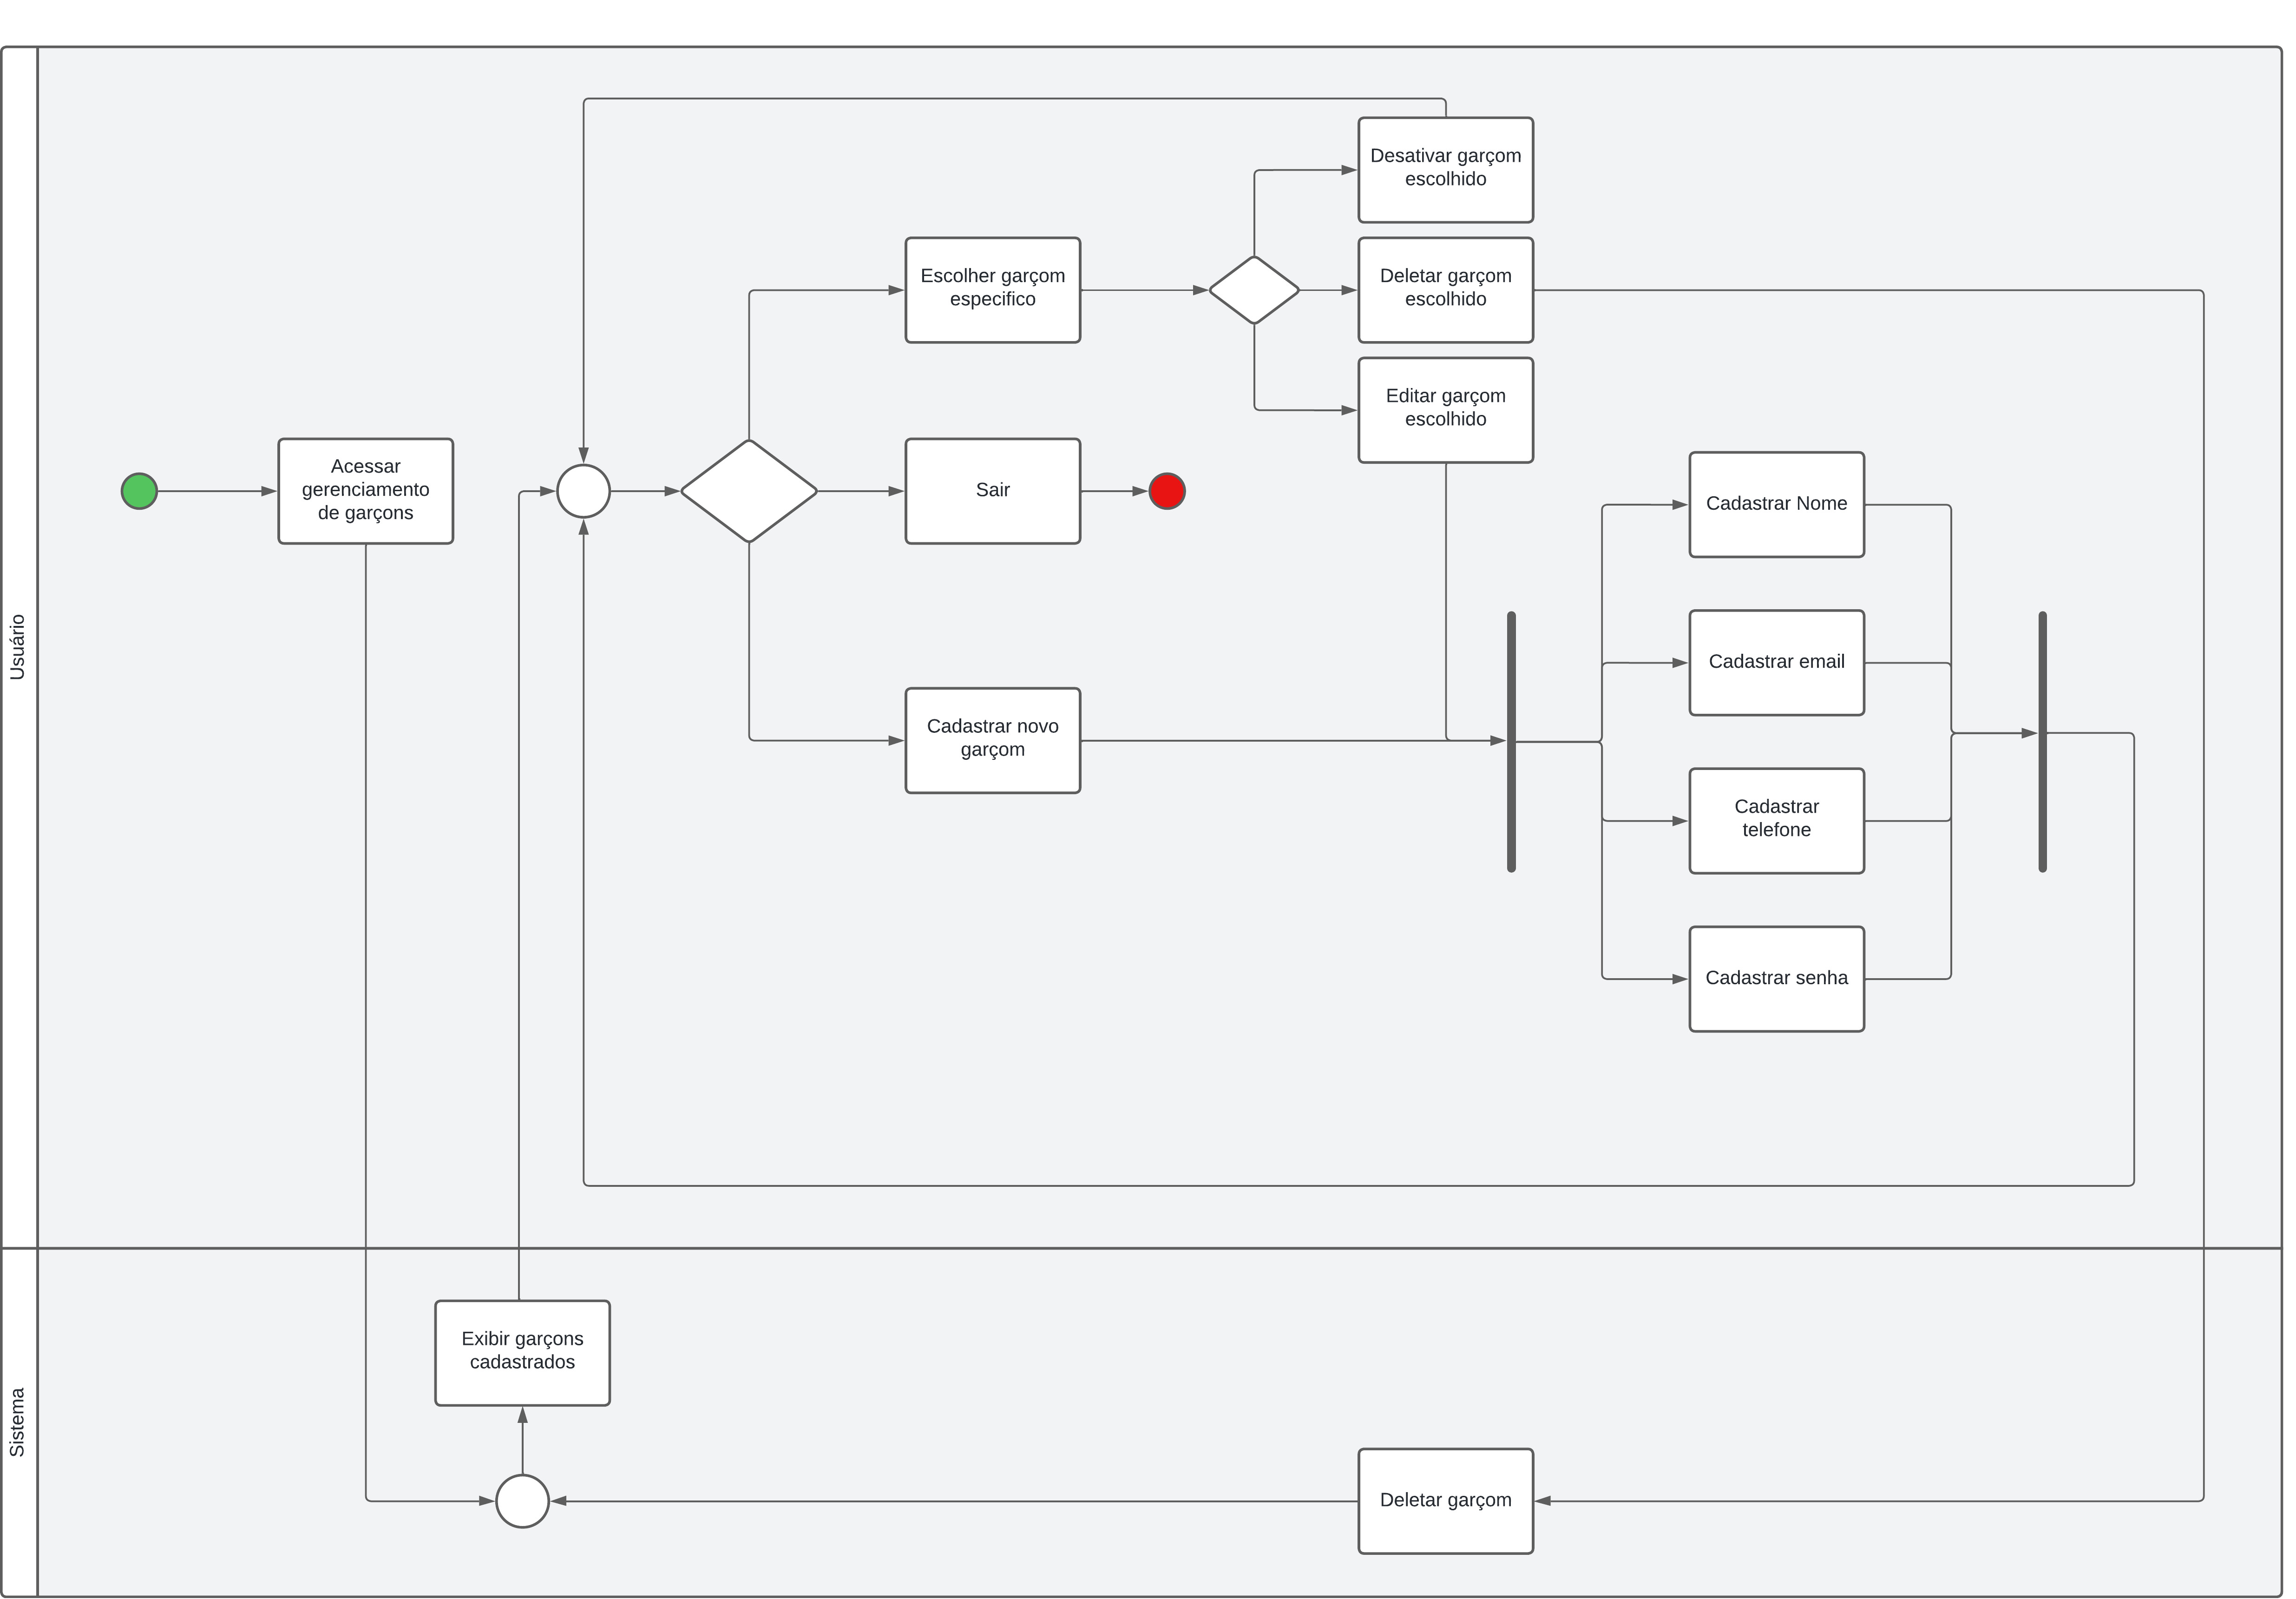 Usuário
Acessar
gerenciamento
de garçons
Escolher garçom
especifico
Sair
Cadastrar novo
garçom
Desativar garçom
escolhido
Deletar garçom
escolhido
Editar garçom
escolhido
Cadastrar Nome
Cadastrar email
Cadastrar
telefone
Cadastrar senha
Sistema
Exibir garçons
cadastrados
Deletar garçom